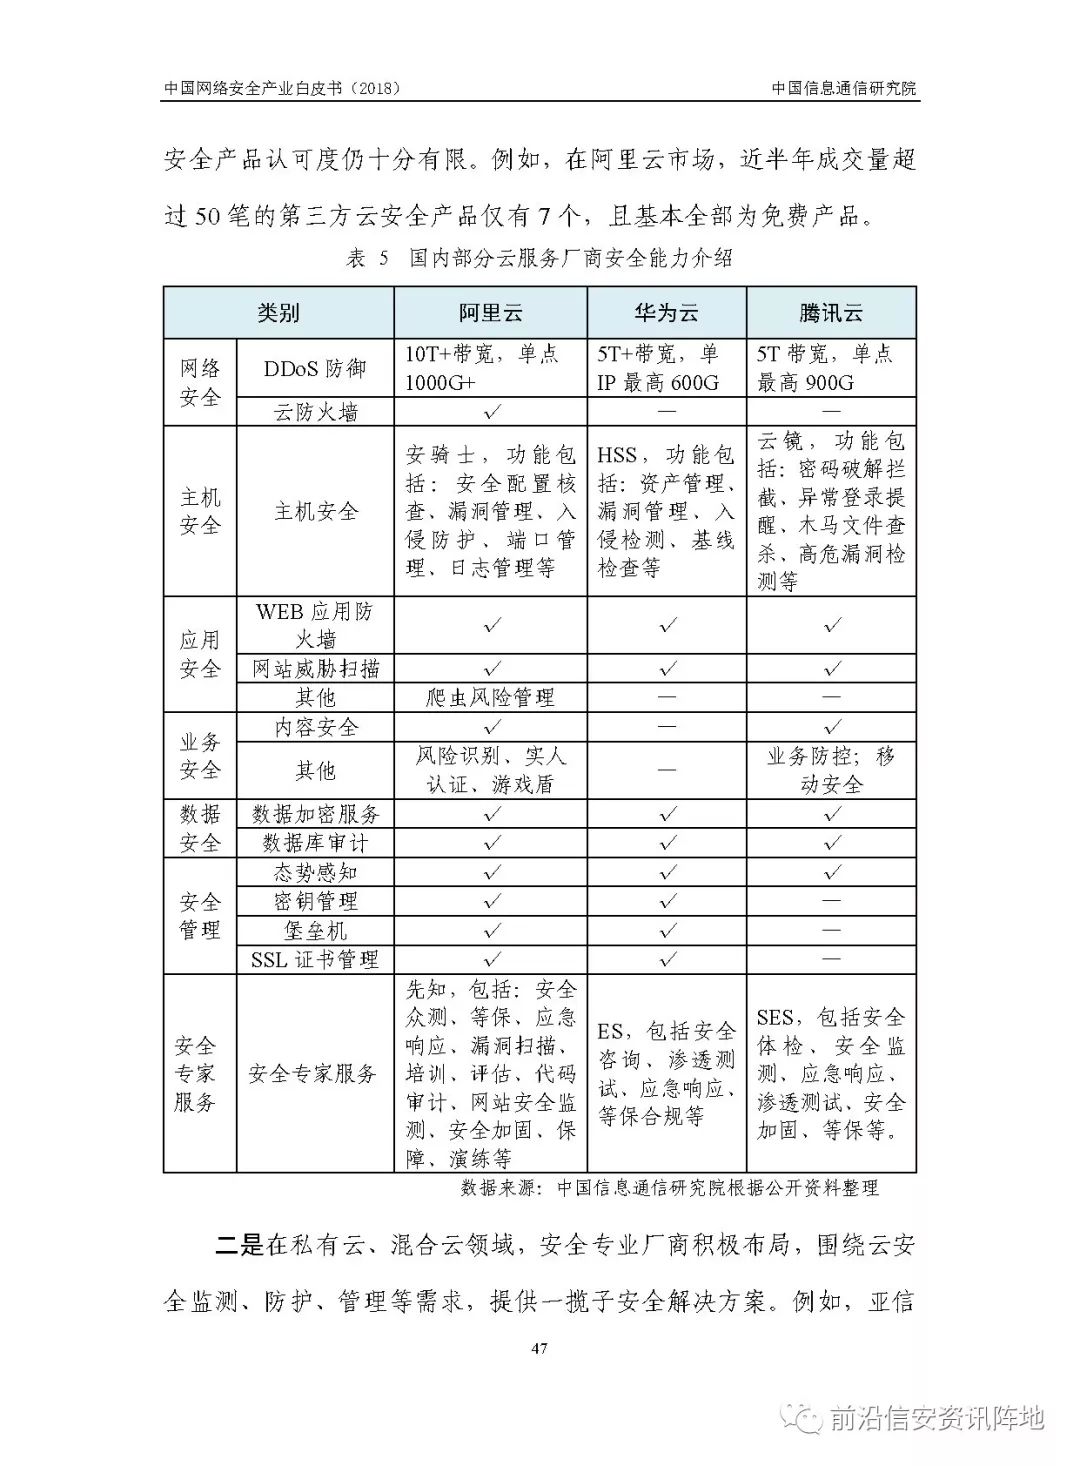 中国网络安全产业白皮书（2018）
中国信息通信研究院
安全产品认可度仍十分有限。例如，在阿里云市场，近半年成交量超
过 50 笔的第三方云安全产品仅有 7 个，且基本全部为免费产品。
表 5 国内部分云服务厂商安全能力介绍
类别 阿里云 华为云 腾讯云
网络
安全
DDoS 防御
10T+带宽，单点
1000G+
5T+带宽，单
IP 最高 600G
5T 带宽，单点
最高 900G
云防火墙 √ — —
主机
安全
主机安全
安骑士，功能包
括：安全配置核
查、漏洞管理、入
侵防护、端口管
理、日志管理等
HSS，功能包
括：资产管理、
漏洞管理、入
侵检测、基线
检查等
云镜，功能包
括：密码破解拦
截、异常登录提
醒、木马文件查
杀、高危漏洞检
测等
应用
安全
WEB 应用防
火墙
√ √ √
网站威胁扫描 √ √ √
其他 爬虫风险管理 — —
业务
安全
内容安全 √ — √
其他
风险识别、实人
认证、游戏盾
—
业务防控；移
动安全
数据
安全
数据加密服务 √ √ √
数据库审计 √ √ √
安全
管理
态势感知 √ √ √
密钥管理 √ √ —
堡垒机 √ √ —
SSL 证书管理 √ √ —
安全
专家
服务
安全专家服务
先知，包括：安全
众测、等保、应急
响应、漏洞扫描、
培训、评估、代码
审计、网站安全监
测、安全加固、保
障、演练等
ES，包括安全
咨询、渗透测
试、应急响应、
等保合规等
SES，包括安全
体检、安全监
测、应急响应、
渗透测试、安全
加固、等保等。
数据来源：中国信息通信研究院根据公开资料整理
二是在私有云、混合云领域，安全专业厂商积极布局，围绕云安
全监测、防护、管理等需求，提供一揽子安全解决方案。例如，亚信
47
前沿信安资讯阵地